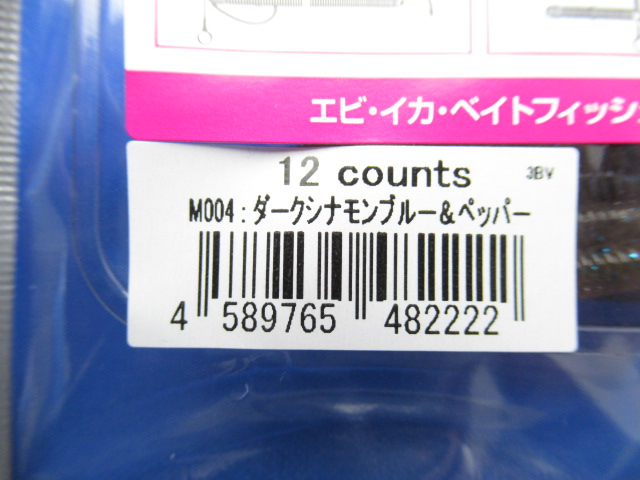 エビ・イカ・ベイトフィッシュ
12 counts 3BV
M004：ダークシナモンブルー＆ペッパー
4 589765 482222